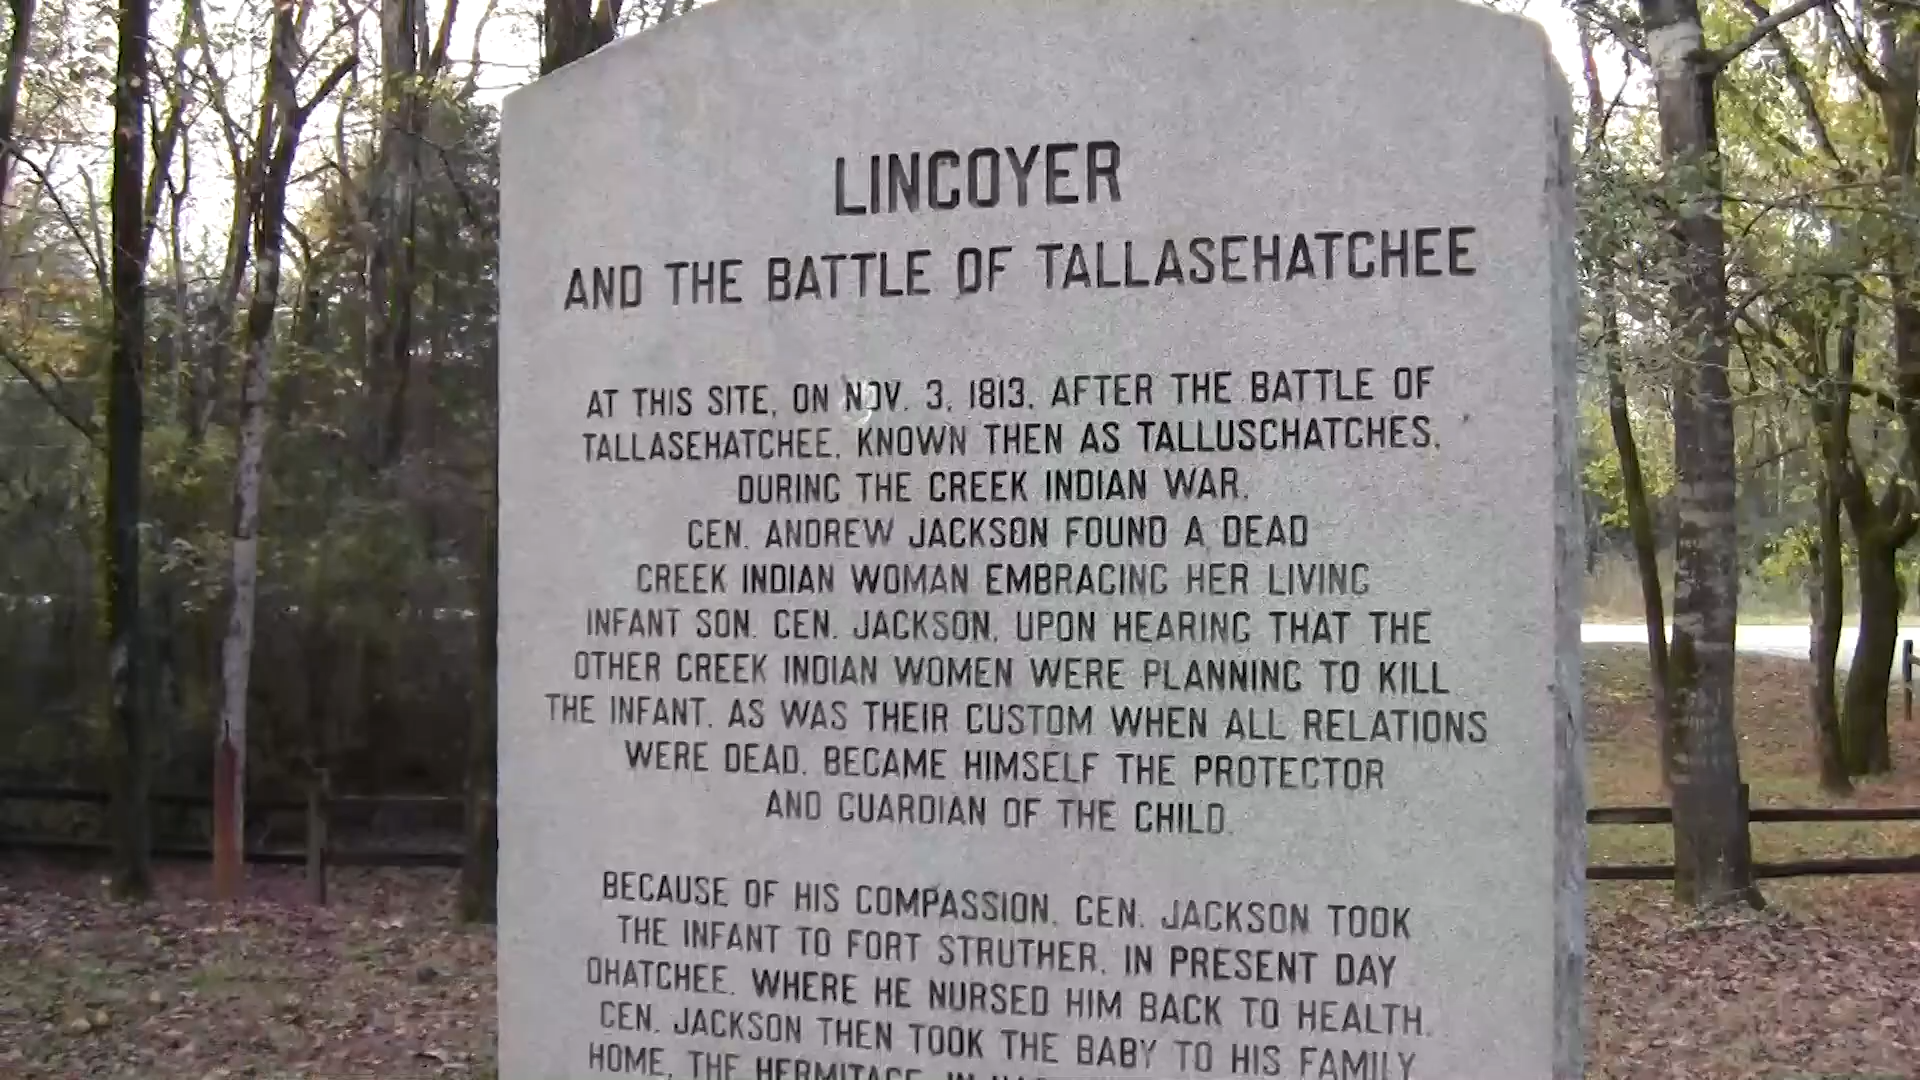 LINCOYER
AND THE BATTLE OF TALLASEHATCHEE
AT THIS SITE, ON NOV. 3, 1813, AFTER THE BATTLE OF
TALLASEHATCHEE, KNOWN THEN AS TALLUSCHATCHES,
DURING THE CREEK INDIAN WAR,
GEN. ANDREW JACKSON FOUND A DEAD
CREEK INDIAN WOMAN EMBRACING HER LIVING
INFANT SON. GEN. JACKSON, UPON HEARING THAT THE
OTHER CREEK INDIAN WOMEN WERE PLANNING TO KILL
THE INFANT, AS WAS THEIR CUSTOM WHEN ALL RELATIONS
WERE DEAD, BECAME HIMSELF THE PROTECTOR
AND GUARDIAN OF THE CHILD.
BECAUSE OF HIS COMPASSION, GEN. JACKSON TOOK
THE INFANT TO FORT STRUTHER, IN PRESENT DAY
OHATCHEE, WHERE HE NURSED HIM BACK TO HEALTH.
GEN. JACKSON THEN TOOK THE BABY TO HIS FAMILY
HOME, THE HERMITAGE, IN